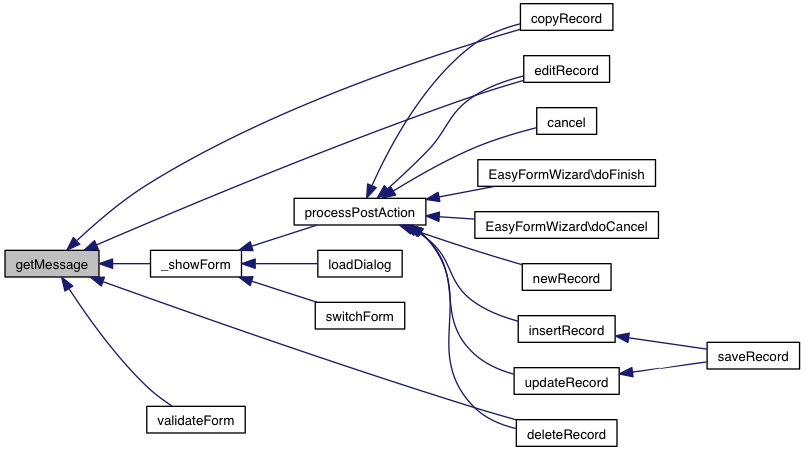 copyRecord
editRecord
cancel
EasyFormWizard\doFinish
processPostAction
EasyFormWizard\doCancel
getMessage
_showForm
loadDialog
newRecord
switchForm
insertRecord
saveRecord
updateRecord
validateForm
deleteRecord